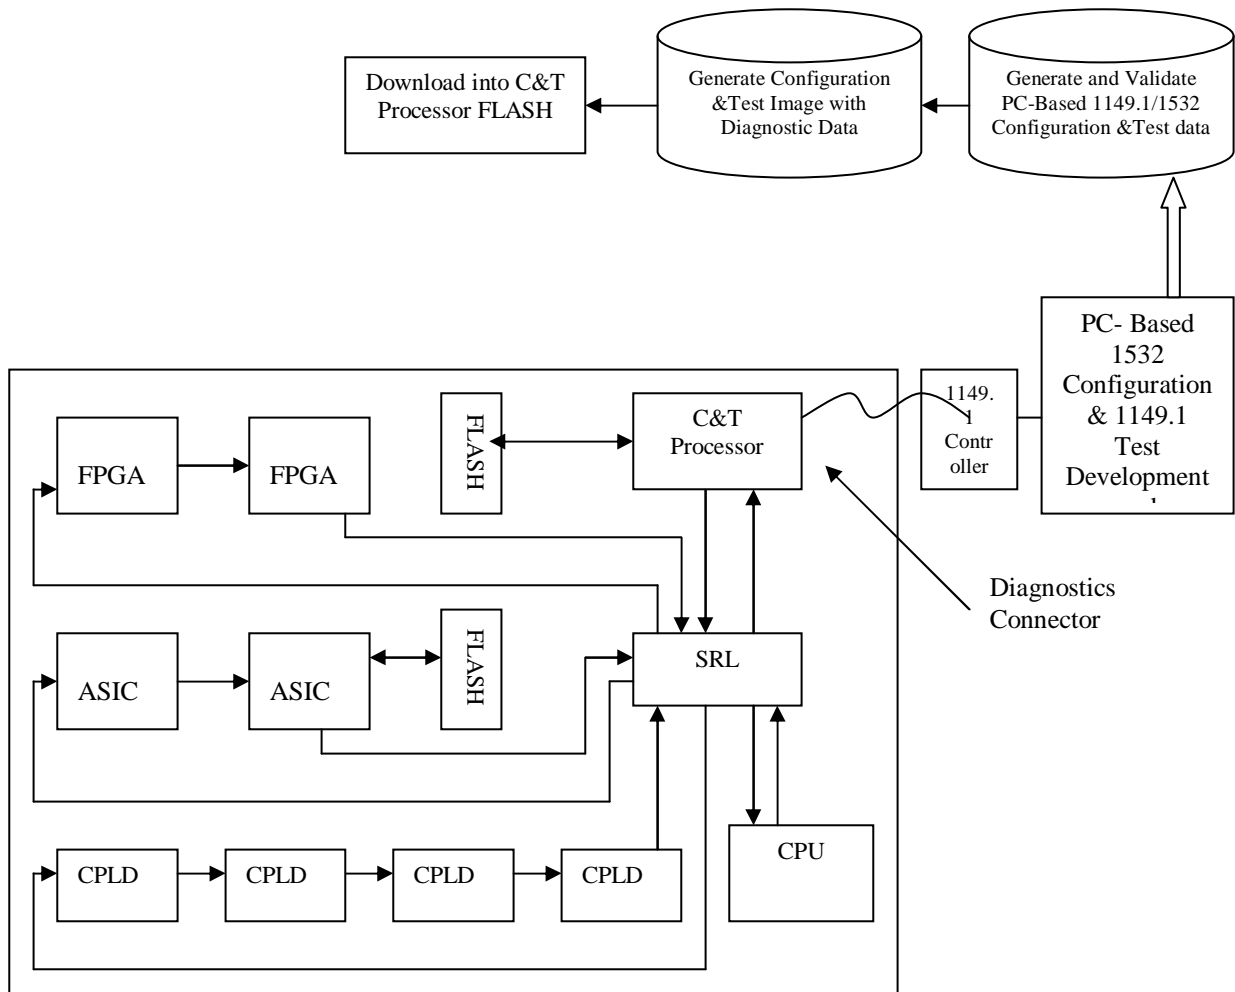 Download into C&T
Processor FLASH
Generate Configuration
&Test Image with
Diagnostic Data
Generate and Validate
PC-Based 1149.1/1532
Configuration &Test data
PC- Based
1532
Configuration
& 1149.1
Test
Development
1149.
1
Contr
oller
C&T
Processor
FLASH
FPGA
FPGA
Diagnostics
Connector
SRL
FLASH
ASIC
ASIC
CPU
CPLD
CPLD
CPLD
CPLD